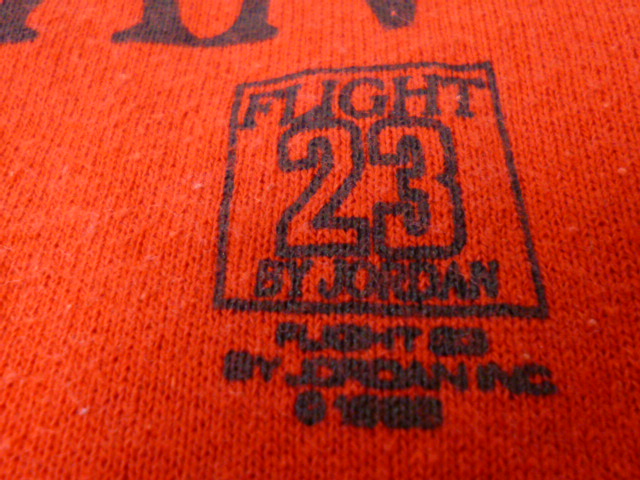 FLIGHT
23
BY JORDAN
FLIGHT 23
BY JORDAN INC.
©